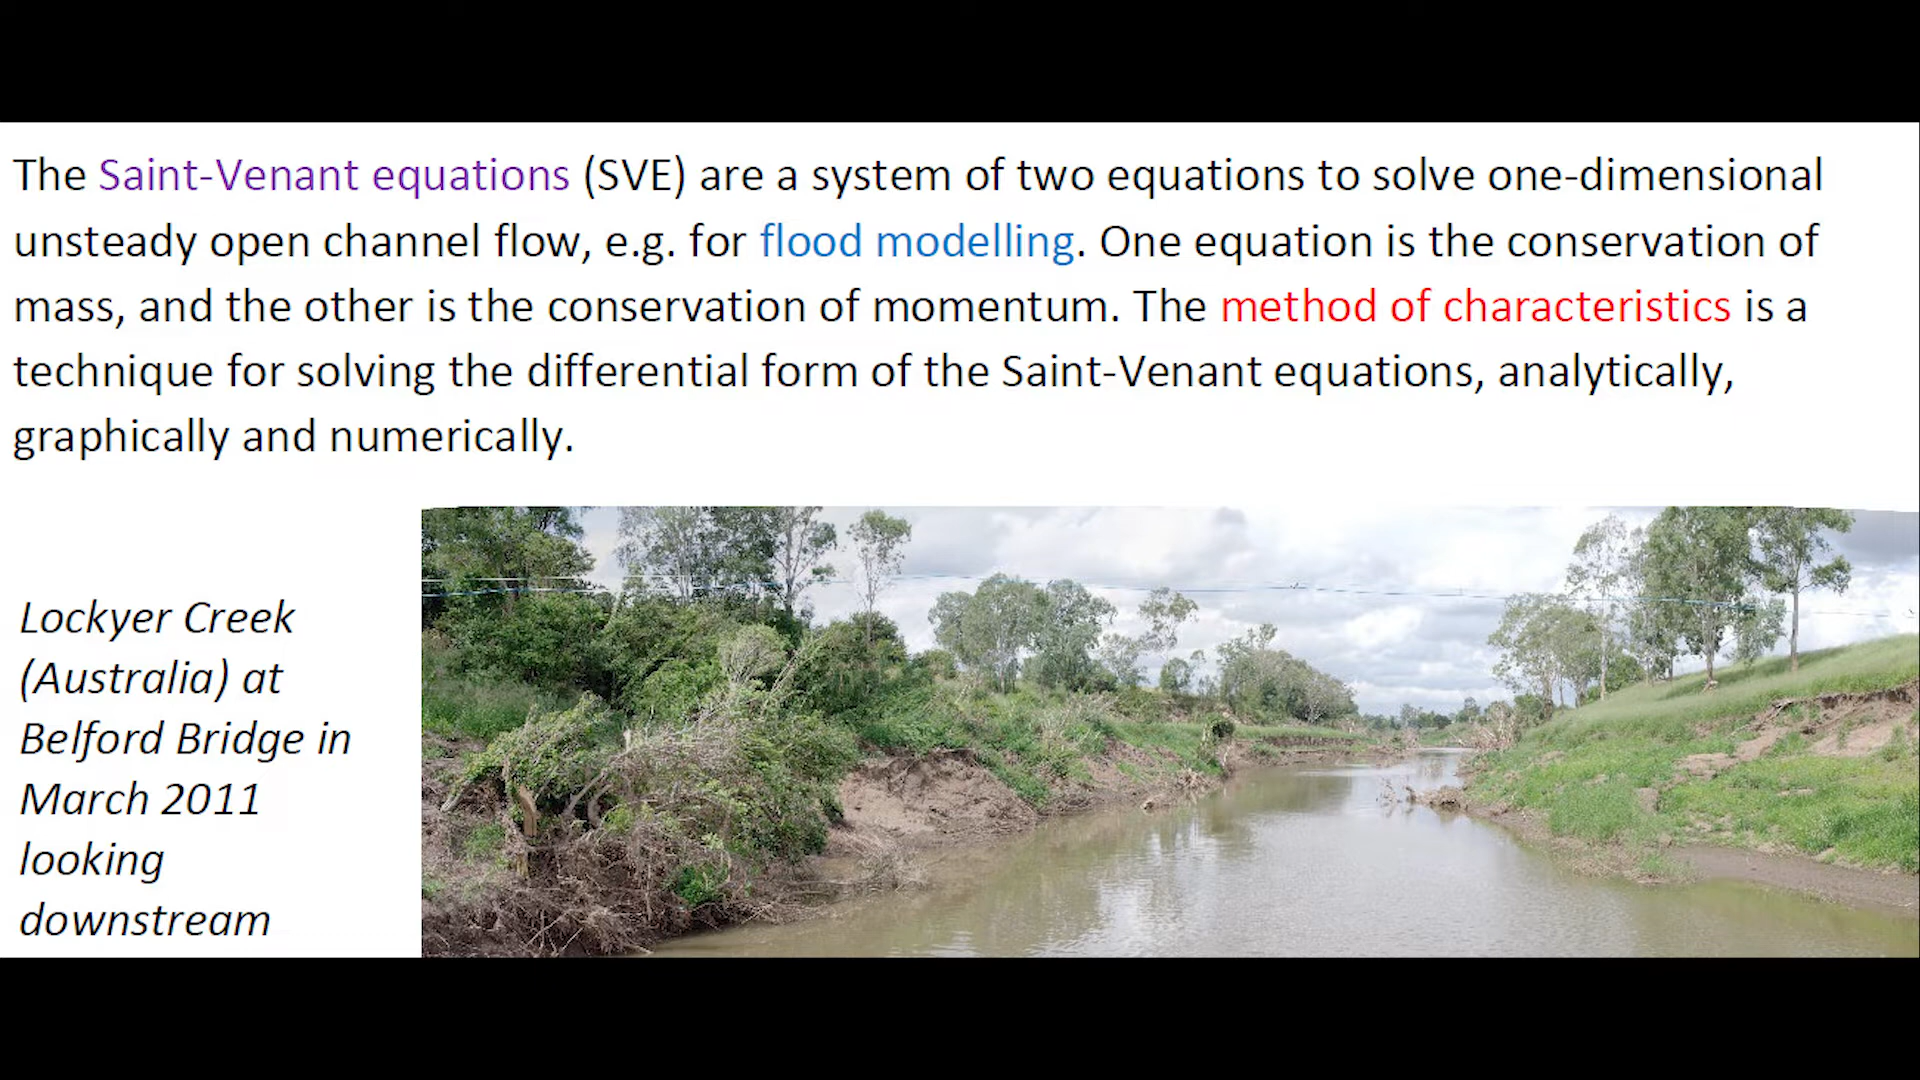 The Saint-Venant equations (SVE) are a system of two equations to solve one-dimensional
unsteady open channel flow, e.g. for flood modelling. One equation is the conservation of
mass, and the other is the conservation of momentum. The method of characteristics is a
technique for solving the differential form of the Saint-Venant equations, analytically,
graphically and numerically.
Lockyer Creek
(Australia) at
Belford Bridge in
March 2011
looking
downstream